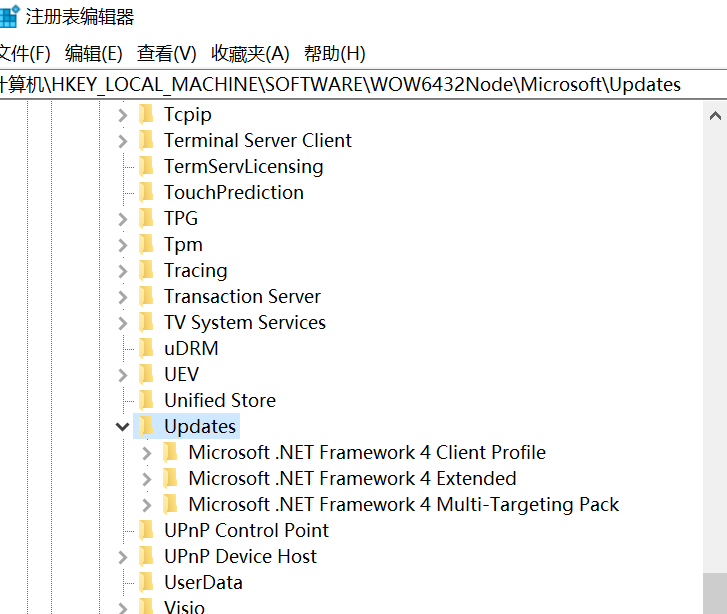 注册表编辑器
文件(F) 编辑(E) 查看(V) 收藏夹(A) 帮助(H)
计算机\HKEY_LOCAL_MACHINE\SOFTWARE\WOW6432Node\Microsoft\Updates
Tcpip
Terminal Server Client
TermServLicensing
TouchPrediction
TPG
Tpm
Tracing
Transaction Server
TV System Services
uDRM
UEV
Unified Store
Updates
Microsoft .NET Framework 4 Client Profile
Microsoft .NET Framework 4 Extended
Microsoft .NET Framework 4 Multi-Targeting Pack
UPnP Control Point
UPnP Device Host
UserData
Visio